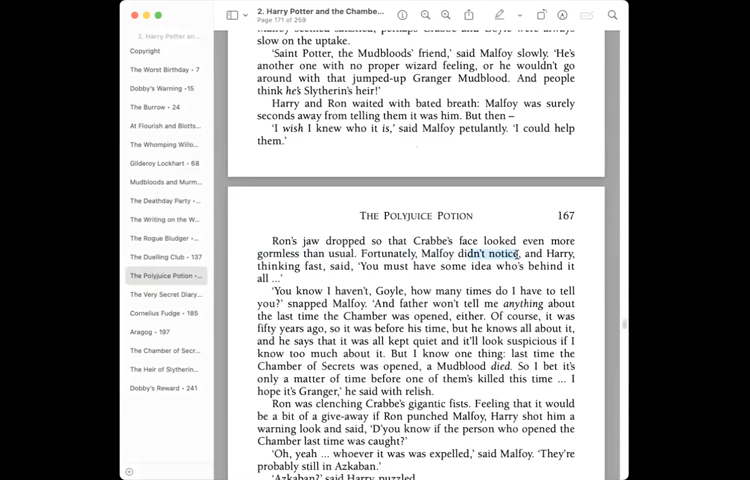 2. Harry Potter and the Chambe...
Page 171 of 259
2. Harry Potter an...
Copyright
The Worst Birthday • 7
Dobby's Warning • 15
The Burrow • 24
At Flourish and Blotts...
The Whomping Willo...
Gilderoy Lockhart • 68
Mudbloods and Murm...
The Deathday Party •...
The Writing on the W...
The Rogue Bludger •...
The Duelling Club • 137
The Polyjuice Potion •...
The Very Secret Diary...
Cornelius Fudge • 185
Aragog • 197
The Chamber of Secr...
The Heir of Slytherin...
Dobby's Reward • 241
slow on the uptake.
'Saint Potter, the Mudbloods' friend,' said Malfoy slowly. 'He's
another one with no proper wizard feeling, or he wouldn't go
around with that jumped-up Granger Mudblood. And people
think he's Slytherin's heir!'
Harry and Ron waited with bated breath: Malfoy was surely
seconds away from telling them it was him. But then –
'I wish I knew who it is,' said Malfoy petulantly. 'I could help
them.'
THE POLYJUICE POTION 167
Ron's jaw dropped so that Crabbe's face looked even more
gormless than usual. Fortunately, Malfoy didn't notice, and Harry,
thinking fast, said, 'You must have some idea who's behind it
all ...'
'You know I haven't, Goyle, how many times do I have to tell
you?' snapped Malfoy. 'And father won't tell me anything about
the last time the Chamber was opened, either. Of course, it was
fifty years ago, so it was before his time, but he knows all about it,
and he says that it was all kept quiet and it'll look suspicious if I
know too much about it. But I know one thing: last time the
Chamber of Secrets was opened, a Mudblood died. So I bet it's
only a matter of time before one of them's killed this time ... I
hope it's Granger,' he said with relish.
Ron was clenching Crabbe's gigantic fists. Feeling that it would
be a bit of a give-away if Ron punched Malfoy, Harry shot him a
warning look and said, 'D'you know if the person who opened the
Chamber last time was caught?'
'Oh, yeah ... whoever it was was expelled,' said Malfoy. 'They're
probably still in Azkaban.'
'Azkaban?' said Harry, puzzled.